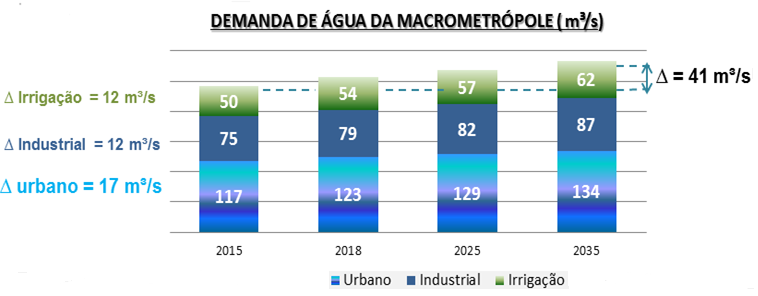 DEMANDA DE ÁGUA DA MACROMETRÓPOLE ( m³/s)
Δ Irrigação = 12 m³/s
Δ Industrial = 12 m³/s
Δ urbano = 17 m³/s
50 54 57 62
75 79 82 87
117 123 129 134
Δ = 41 m³/s
2015 2018 2025 2035
Urbano Industrial Irrigação